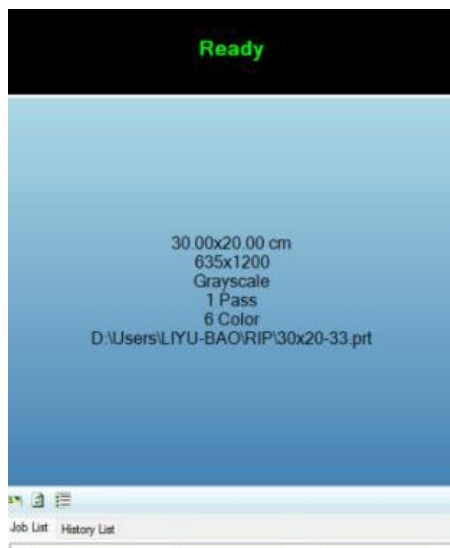 Ready
30.00x20.00 cm
635x1200
Grayscale
1 Pass
6 Color
D:\Users\LIYU-BAO\RIP\30x20-33.prt
Job List History List